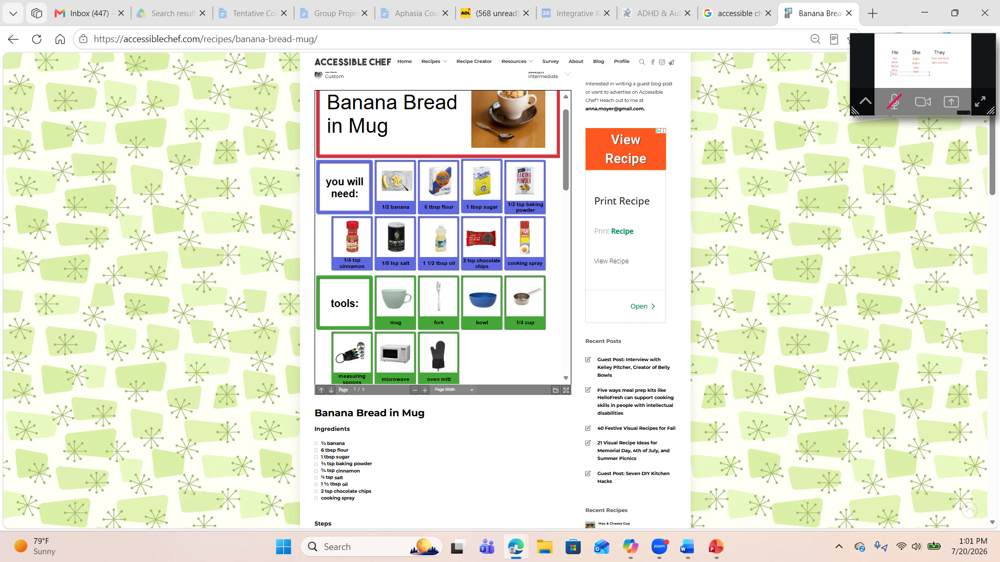 Inbox (447) -
Search result
Tentative Co
Group Proje
Aphasia Cou
AOL
(568 unread)
20
Integrative R
ADHD & Aut
accessible ch
Banana Brea
https://accessiblechef.com/recipes/banana-bread-mug/
ACCESSIBLE CHEF
Home
Recipes
Recipe Creator
Resources
Survey
About
Blog
Profile
Custom
Intermediate
Banana Bread
in Mug
you will
need:
1/2 banana
6 tbsp flour
1 tbsp sugar
1/2 tsp baking
powder
1/4 tsp
cinnamon
1/8 tsp salt
1 1/2 tbsp oil
2 tsp chocolate
chips
cooking spray
tools:
mug
fork
bowl
1/4 cup
measuring
spoons
microwave
oven mitt
Domino
BAKING
POWDER
MORTON
PAM
Page 1 / 3
Page Width
Banana Bread in Mug
Ingredients
½ banana
6 tbsp flour
1 tbsp sugar
½ tsp baking powder
¼ tsp cinnamon
⅛ tsp salt
1 ½ tbsp oil
2 tsp chocolate chips
cooking spray
Steps
Interested in writing a guest blog post
or want to advertise on Accessible
Chef? Reach out to me at
anna.moyer@gmail.com.
View
Recipe
Print Recipe
Print Recipe
View Recipe
Open
Recent Posts
Guest Post: Interview with
Kelley Pitcher, Creator of Belly
Bowls
Five ways meal prep kits like
HelloFresh can support cooking
skills in people with intellectual
disabilities
40 Festive Visual Recipes for Fall
21 Visual Recipe Ideas for
Memorial Day, 4th of July, and
Summer Picnics
Guest Post: Seven DIY Kitchen
Hacks
Recent Recipes
Mac & Cheese Cup
He
She
They
79°F
Sunny
Search
zoom
1:01 PM
7/20/2026